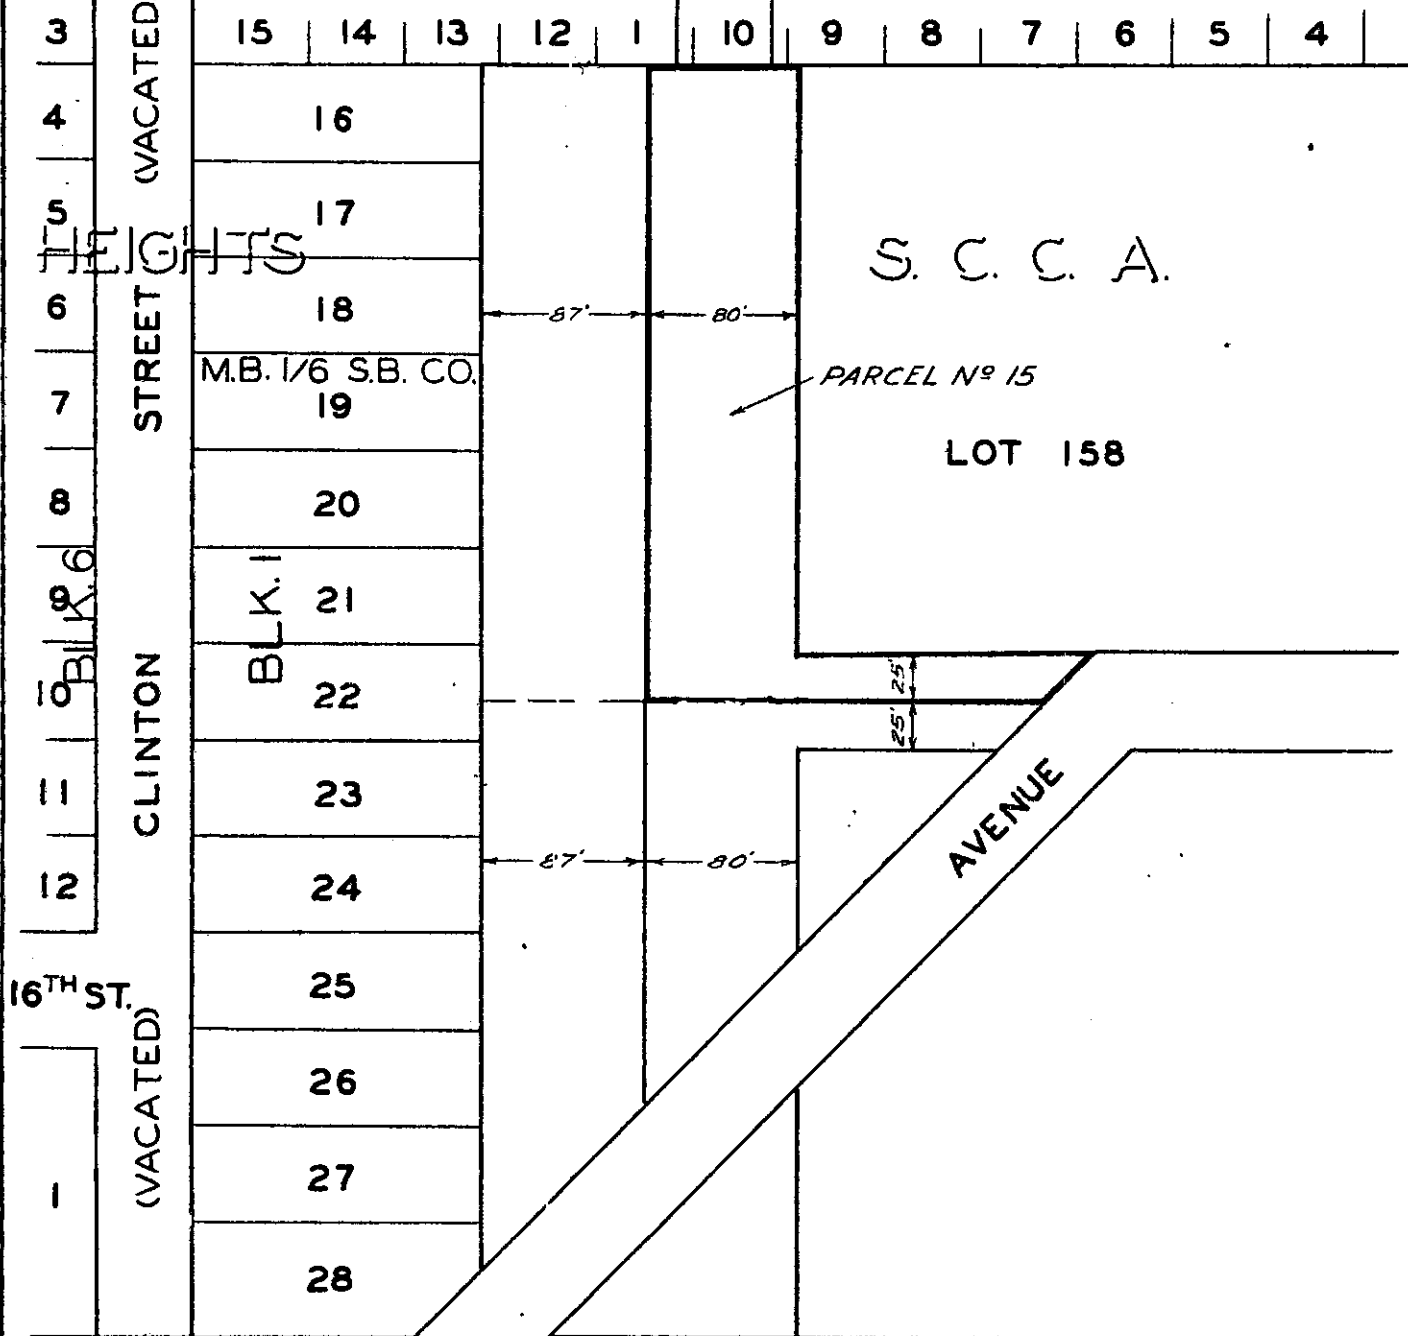 3 15 14 13 12 1 10 9 8 7 6 5 4
(VACATED)
4 16
5 17
HEIGHTS
S. C. C. A.
6 18
87' 80'
STREET
M.B. 1/6 S.B. CO.
PARCEL Nº 15
7 19
LOT 158
8 20
BLK. 6
BLK. 1
9 21
10 22
25'
25'
CLINTON
11 23
AVENUE
87' 80'
12 24
16TH ST.
25
(VACATED)
26
1 27
28